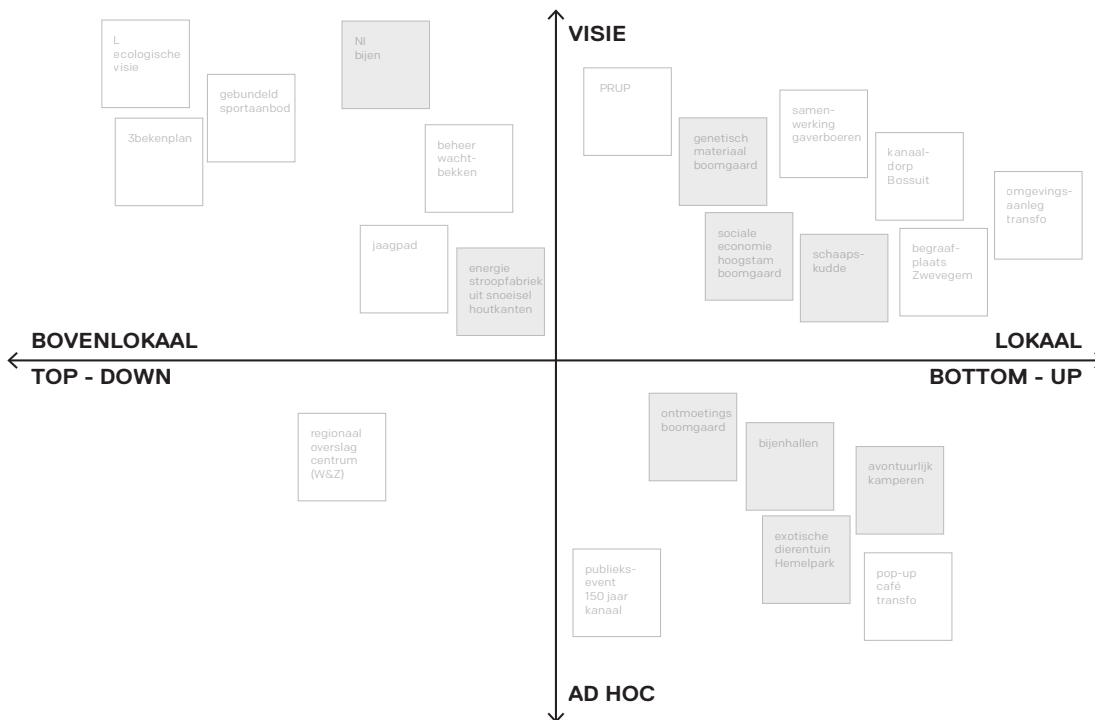 VISIE
L
ecologische
visie
NI
bijen
gebundeld
sportaanbod
3bekenplan
beheer
wacht-
bekken
jaagpad
energie
stroopfabriek
uit snoeisel
houtkanten
PRUP
genetisch
materiaal
boomgaard
samen-
werking
gaverboeren
kanaal-
dorp
Bossuit
omgevings-
aanleg
transfo
sociale
economie
hoogstam
boomgaard
schaaps-
kudde
begraaf-
plaats
Zwevegem
BOVENLOKAAL
LOKAAL
TOP - DOWN
BOTTOM - UP
regionaal
overslag
centrum
(W&Z)
ontmoetings
boomgaard
bijenhallen
avontuurlijk
kamperen
exotische
dierentuin
Hemelpark
publieks-
event
150 jaar
kanaal
pop-up
café
transfo
AD HOC